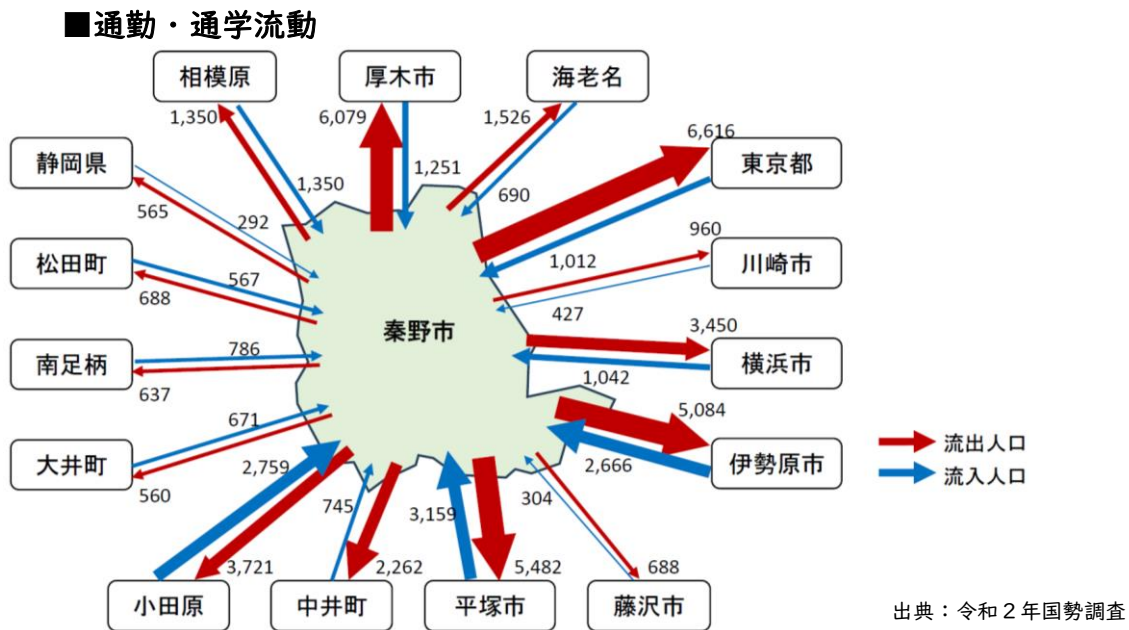 ■通勤・通学流動
相模原
厚木市
海老名
1,350
6,079
1,526
6,616
静岡県
東京都
1,350
1,251
690
565
292
960
松田町
567
1,012
川崎市
688
427
秦野市
3,450
南足柄
786
横浜市
637
1,042
5,084
671
流出人口
大井町
2,759
2,666
伊勢原市
流入人口
560
745
3,159
304
3,721
2,262
5,482
688
小田原
中井町
平塚市
藤沢市
出典：令和２年国勢調査